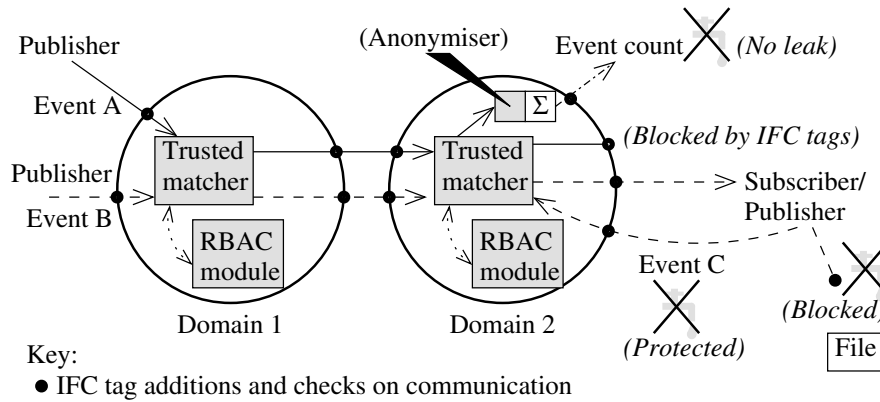 Publisher
(Anonymiser)
Event count
(No leak)
Event A
Σ
Trusted
matcher
Trusted
matcher
(Blocked by IFC tags)
Publisher
Event B
Subscriber/
Publisher
RBAC
module
RBAC
module
Event C
Domain 1
Domain 2
(Protected)
(Blocked)
File
Key:
● IFC tag additions and checks on communication